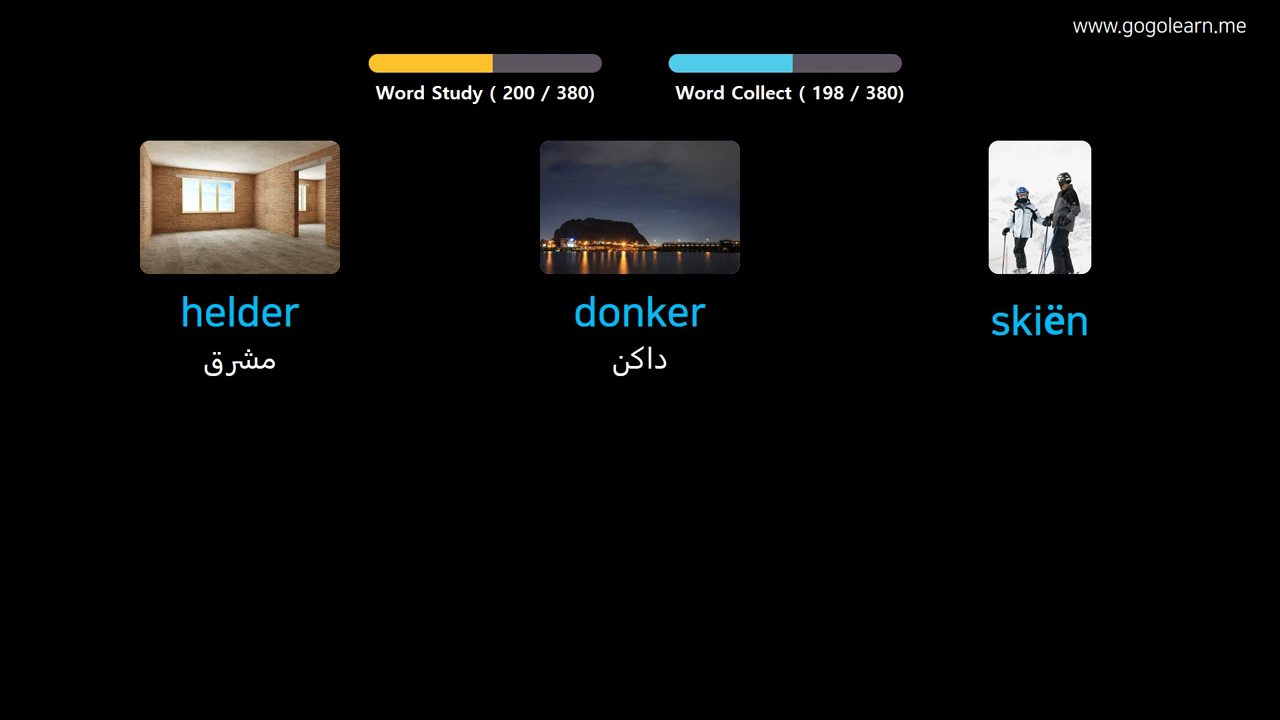 www.gogolearn.me
Word Study ( 200 / 380)
Word Collect ( 198 / 380)
helder
مشرق
donker
داكن
skiën